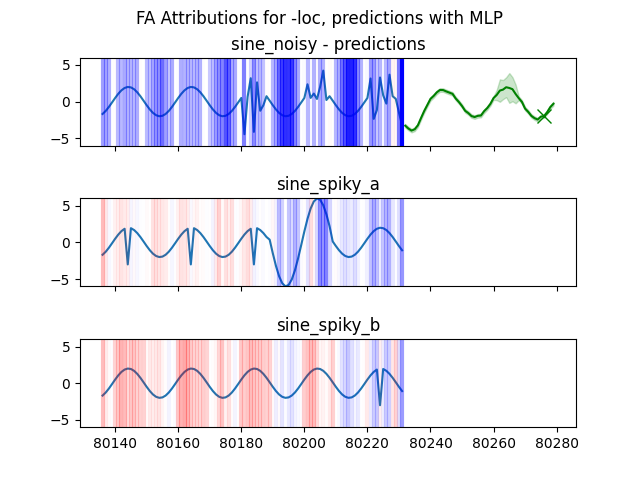 FA Attributions for -loc, predictions with MLP
sine_noisy - predictions
5
0
−5
sine_spiky_a
5
0
−5
sine_spiky_b
5
0
−5
80140 80160 80180 80200 80220 80240 80260 80280